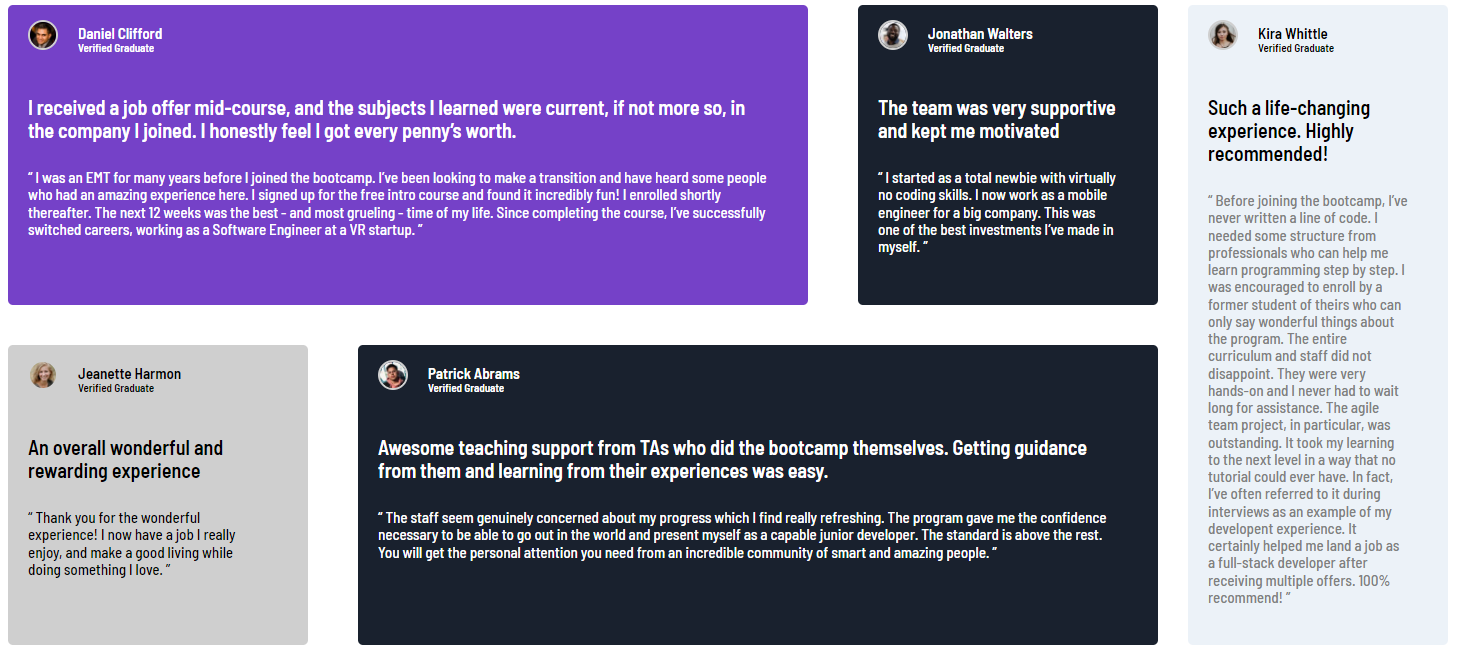 Daniel Clifford
Verified Graduate
I received a job offer mid-course, and the subjects I learned were current, if not more so, in
the company I joined. I honestly feel I got every penny’s worth.
“ I was an EMT for many years before I joined the bootcamp. I’ve been looking to make a transition and have heard some people
who had an amazing experience here. I signed up for the free intro course and found it incredibly fun! I enrolled shortly
thereafter. The next 12 weeks was the best - and most grueling - time of my life. Since completing the course, I’ve successfully
switched careers, working as a Software Engineer at a VR startup. ”
Jonathan Walters
Verified Graduate
The team was very supportive
and kept me motivated
“ I started as a total newbie with virtually
no coding skills. I now work as a mobile
engineer for a big company. This was
one of the best investments I’ve made in
myself. ”
Kira Whittle
Verified Graduate
Such a life-changing
experience. Highly
recommended!
“ Before joining the bootcamp, I’ve
never written a line of code. I
needed some structure from
professionals who can help me
learn programming step by step. I
was encouraged to enroll by a
former student of theirs who can
only say wonderful things about
the program. The entire
curriculum and staff did not
disappoint. They were very
hands-on and I never had to wait
long for assistance. The agile
team project, in particular, was
outstanding. It took my learning
to the next level in a way that no
tutorial could ever have. In fact,
I’ve often referred to it during
interviews as an example of my
developent experience. It
certainly helped me land a job as
a full-stack developer after
receiving multiple offers. 100%
recommend! ”
Jeanette Harmon
Verified Graduate
An overall wonderful and
rewarding experience
“ Thank you for the wonderful
experience! I now have a job I really
enjoy, and make a good living while
doing something I love. ”
Patrick Abrams
Verified Graduate
Awesome teaching support from TAs who did the bootcamp themselves. Getting guidance
from them and learning from their experiences was easy.
“ The staff seem genuinely concerned about my progress which I find really refreshing. The program gave me the confidence
necessary to be able to go out in the world and present myself as a capable junior developer. The standard is above the rest.
You will get the personal attention you need from an incredible community of smart and amazing people. ”